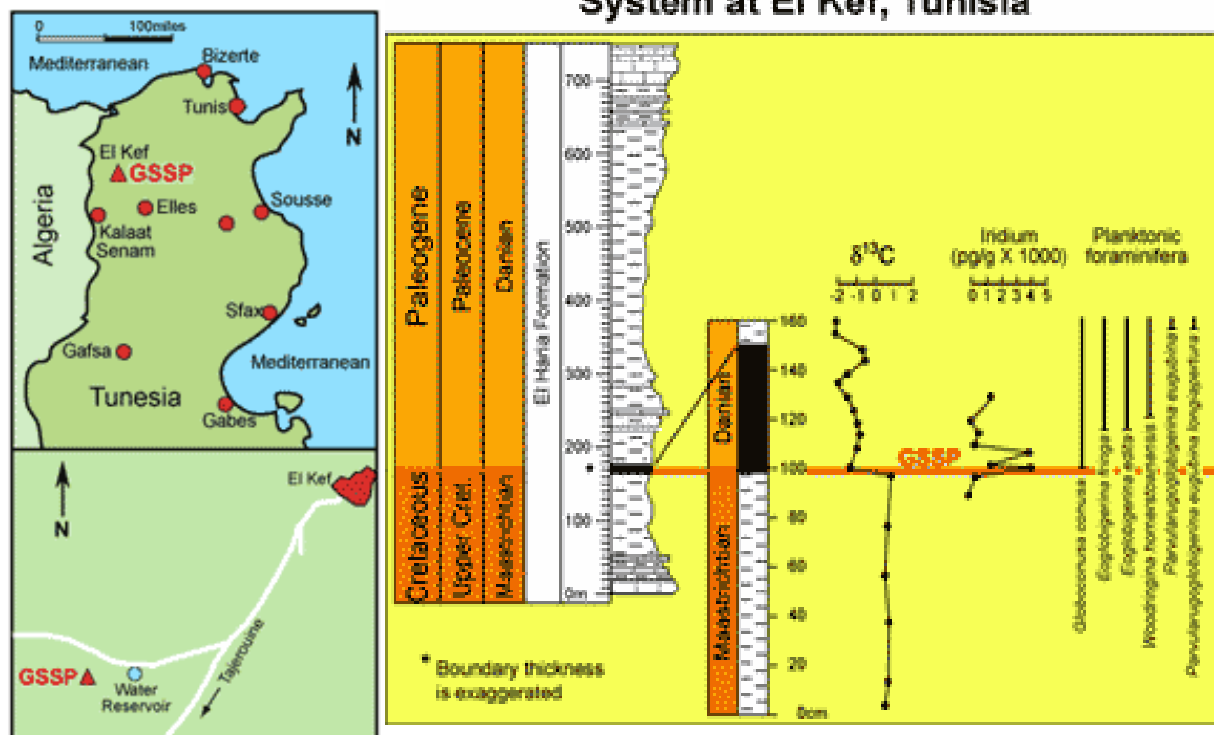 System at El Kef, Tunisia
0 100miles
Mediterranean
Bizerte
Tunis
N
El Kef
GSSP
Elles
Sousse
Kalaat
Senam
Algeria
Sfax
Mediterranean
Gafsa
Tunesia
Gabes
El Kef
N
Tajerouine
GSSP
Water
Reservoir
Paleogene
Paleocene
Danian
Cretaceous
Upper Cret.
Maastrichtian
El Haria Formation
700
600
500
400
300
200
100
0m
* Boundary thickness
is exaggerated
Danian
Maastrichtian
160
140
120
100
80
60
40
20
0cm
δ¹³C
-2 -1 0 1 2
Iridium
(pg/g X 1000)
0 1 2 3 4 5
Planktonic
foraminifera
GSSP
Globoconusa conusa
Eoglobigerina fringa
Eoglobigerina edita
Woodringina hornerstownensis
Parvularugoglobigerina eugubina
Parvularugoglobigerina eugubina longiapertura